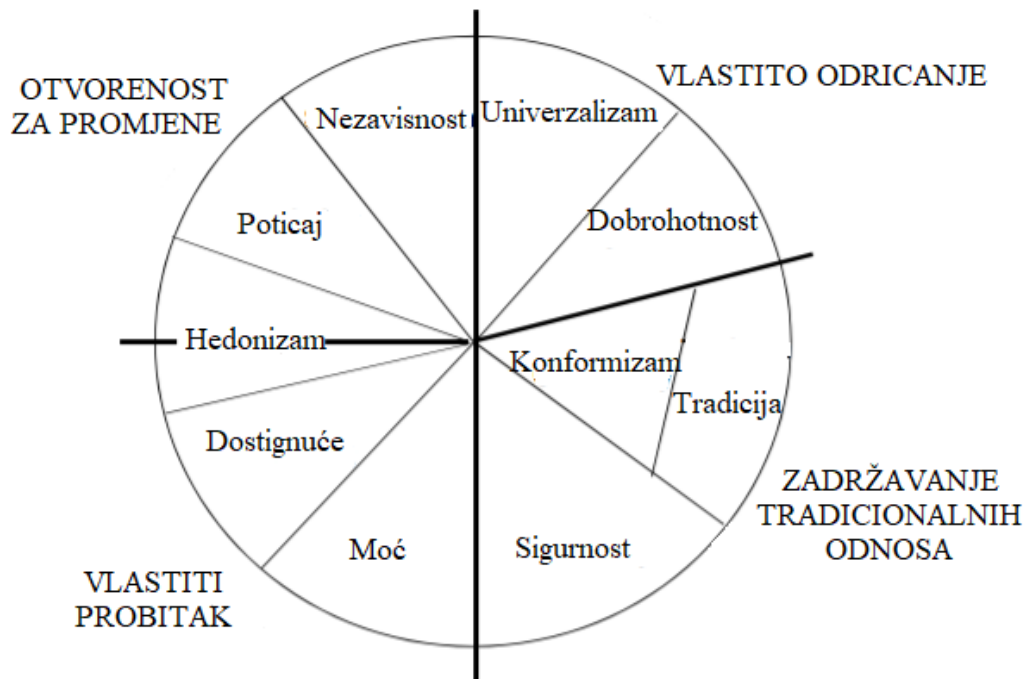 OTVORENOST
ZA PROMJENE
VLASTITO ODRICANJE
Nezavisnost
Univerzalizam
Poticaj
Dobrohotnost
Hedonizam
Konformizam
Tradicija
Dostignuće
Moć
Sigurnost
ZADRŽAVANJE
TRADICIONALNIH
ODNOSA
VLASTITI
PROBITAK